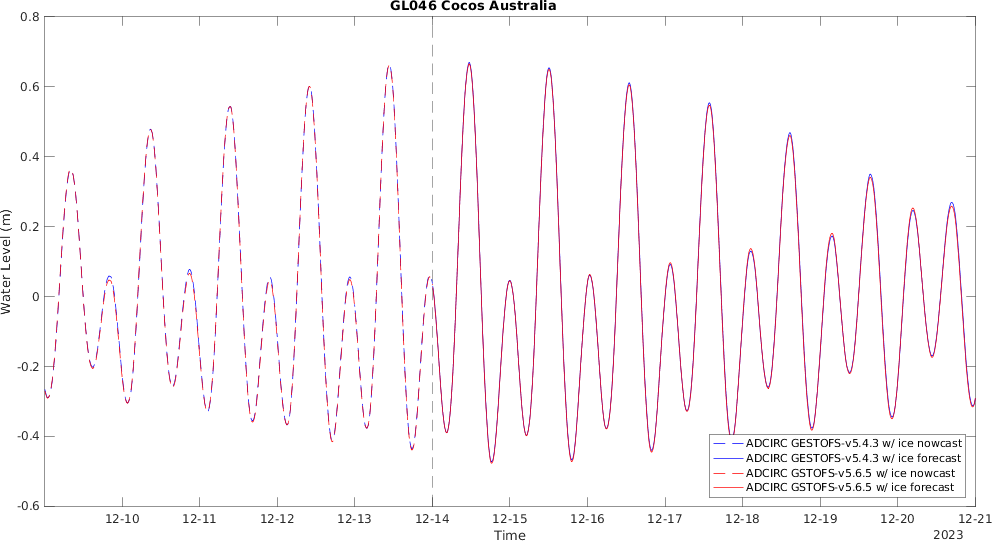 GL046 Cocos Australia
0.8
0.6
0.4
0.2
0
-0.2
-0.4
-0.6
Water Level (m)
ADCIRC GESTOFS-v5.4.3 w/ ice nowcast
ADCIRC GESTOFS-v5.4.3 w/ ice forecast
ADCIRC GSTOFS-v5.6.5 w/ ice nowcast
ADCIRC GSTOFS-v5.6.5 w/ ice forecast
12-10 12-11 12-12 12-13 12-14 12-15 12-16 12-17 12-18 12-19 12-20 12-21
Time
2023